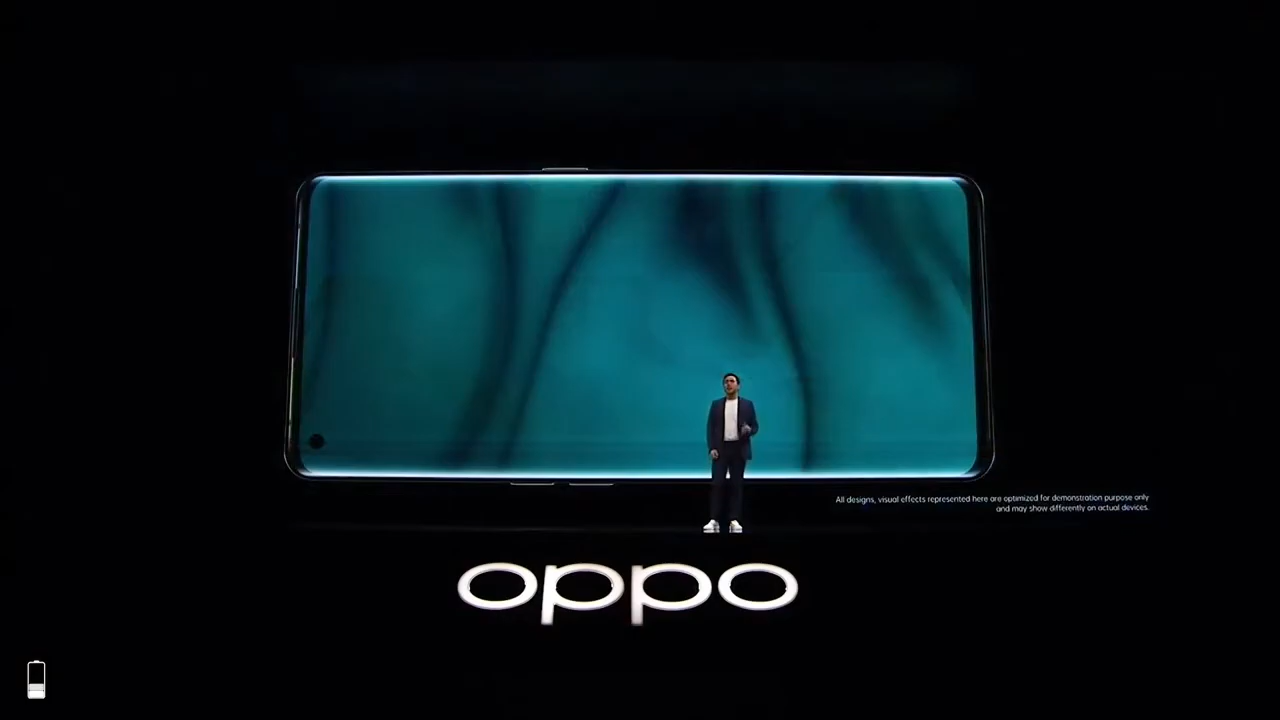 All designs, visual effects represented here are optimized for demonstration purpose only
and may show differently on actual devices.
oppo